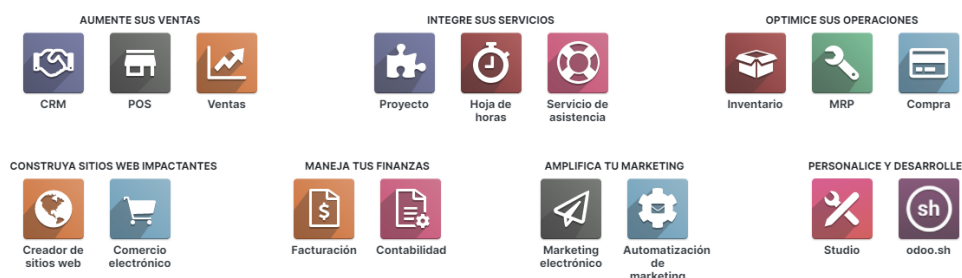 AUMENTE SUS VENTAS
INTEGRE SUS SERVICIOS
OPTIMICE SUS OPERACIONES
CRM
POS
Ventas
Proyecto
Hoja de
horas
Servicio de
asistencia
Inventario
MRP
Compra
CONSTRUYA SITIOS WEB IMPACTANTES
MANEJA TUS FINANZAS
AMPLIFICA TU MARKETING
PERSONALICE Y DESARROLLE
$
sh
Creador de
sitios web
Comercio
electrónico
Facturación
Contabilidad
Marketing
electrónico
Automatización
de
marketing
Studio
odoo.sh